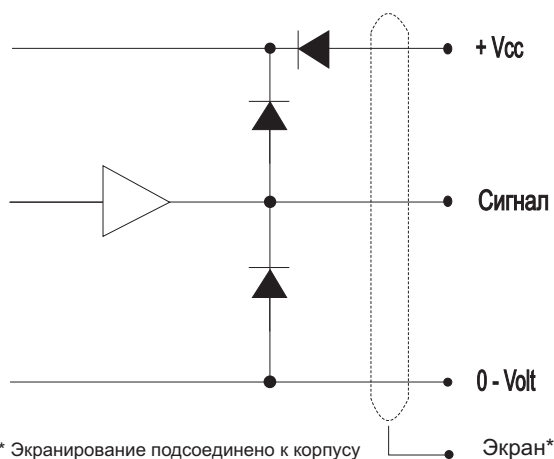 + Vcc
Сигнал
0 - Volt
* Экранирование подсоединено к корпусу
Экран*